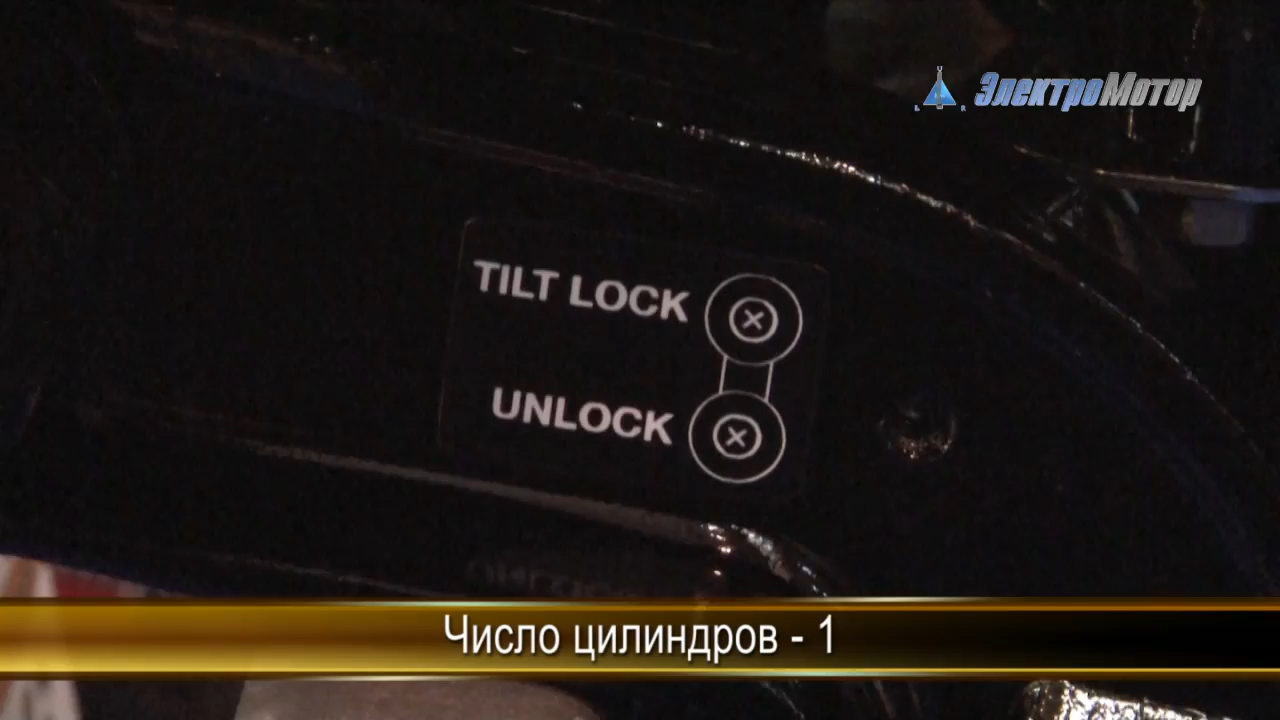 ЭлектроМотор
L R
TILT LOCK
UNLOCK
Число цилиндров - 1